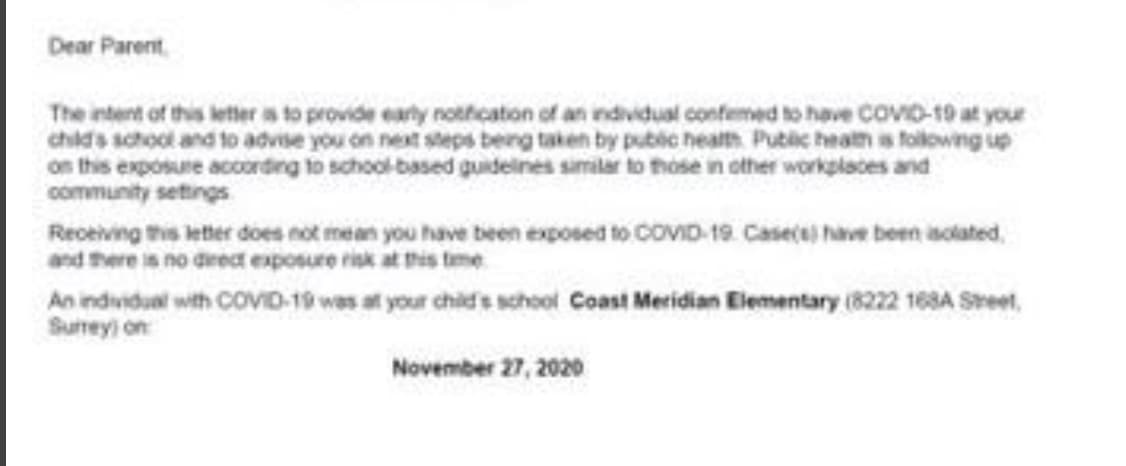 Dear Parent,
The intent of this letter is to provide early notification of an individual confirmed to have COVID-19 at your
child's school and to advise you on next steps being taken by public health. Public health is following up
on this exposure according to school-based guidelines similar to those in other workplaces and
community settings.
Receiving this letter does not mean you have been exposed to COVID-19. Case(s) have been isolated,
and there is no direct exposure risk at this time.
An individual with COVID-19 was at your child's school Coast Meridian Elementary (8222 168A Street,
Surrey) on:
November 27, 2020